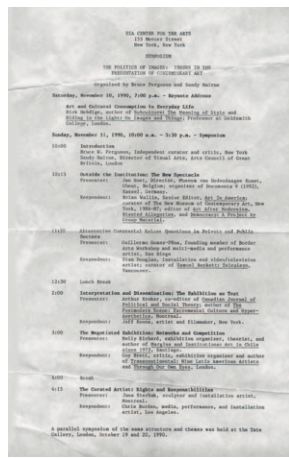 DIA CENTER FOR THE ARTS
155 Mercer Street
New York, New York
SYMPOSIUM
THE POLITICS OF IMAGES: ISSUES IN THE
PRESENTATION OF CONTEMPORARY ART
organized by Bruce Ferguson and Sandy Nairne
Saturday, November 10, 1990, 7:00 p.m. - Keynote Address
Art and Cultural Consumption in Everyday Life
Dick Hebdige, author of Subculture: The Meaning of Style and
Hiding in the Light: On Images and Things; Professor at Goldsmith
College, London.
Sunday, November 11, 1990, 10:00 a.m. - 5:30 p.m. - Symposium
10:00 Introduction
Bruce W. Ferguson, independent curator and critic, New York
Sandy Nairne, Director of Visual Arts, Arts Council of Great
Britain, London
10:15 Outside the Institution: The New Spectacle
Presenter: Jan Hoet, Director, Museum van Hedendaagse Kunst,
Ghent, Belgium; organizer of Documenta 9 (1992),
Kassel, Germany.
Respondent: Brian Wallis, Senior Editor, Art In America;
curator of The New Museum of Contemporary Art, New
York, 1984-87; editor of Art After Modernism,
Blasted Allegories, and Democracy: A Project by
Group Material.
in Private and Public
Presenter: Guillermo Gomez-Peña, founding member of Border
Arts Workshop and multi-media and performance
artist, San Diego
Respondent: Stan Douglas, installation and video/television
artist; curator of Samuel Beckett: Teleplays,
Vancouver.
12:30 Lunch Break
2:00 Interpretation and Dissemination: The Exhibition as Text
Presenter: Arthur Kroker, co-editor of Canadian Journal of
Political and Social Theory; author of The
Postmodern Scene: Excremental Culture and Hyper-
Aesthetics, Montreal.
Respondent: artist and filmmaker, New York.
3:00 The Negotiated Exhibition: Networks and Competition
Presenter: Nelly Richard, exhibition organizer, theorist, and
author of Margins and Institutions: Art in Chile
since 1973, Santiago.
Respondent: Guy Brett, critic, exhibition organizer and author
of Transcontinental: Nine Latin American Artists
and Through Our Own Eyes, London.
4:00 Break
4:15 The Curated Artist: Rights and Responsibilities
Presenter: Jana Sterbak, sculptor and installation artist,
Montreal.
Respondent: Chris Burden, media, performance, and installation
artist, Los Angeles.
A parallel symposium of the same structure and themes was held at the Tate
Gallery, London, October 19 and 20, 1990.